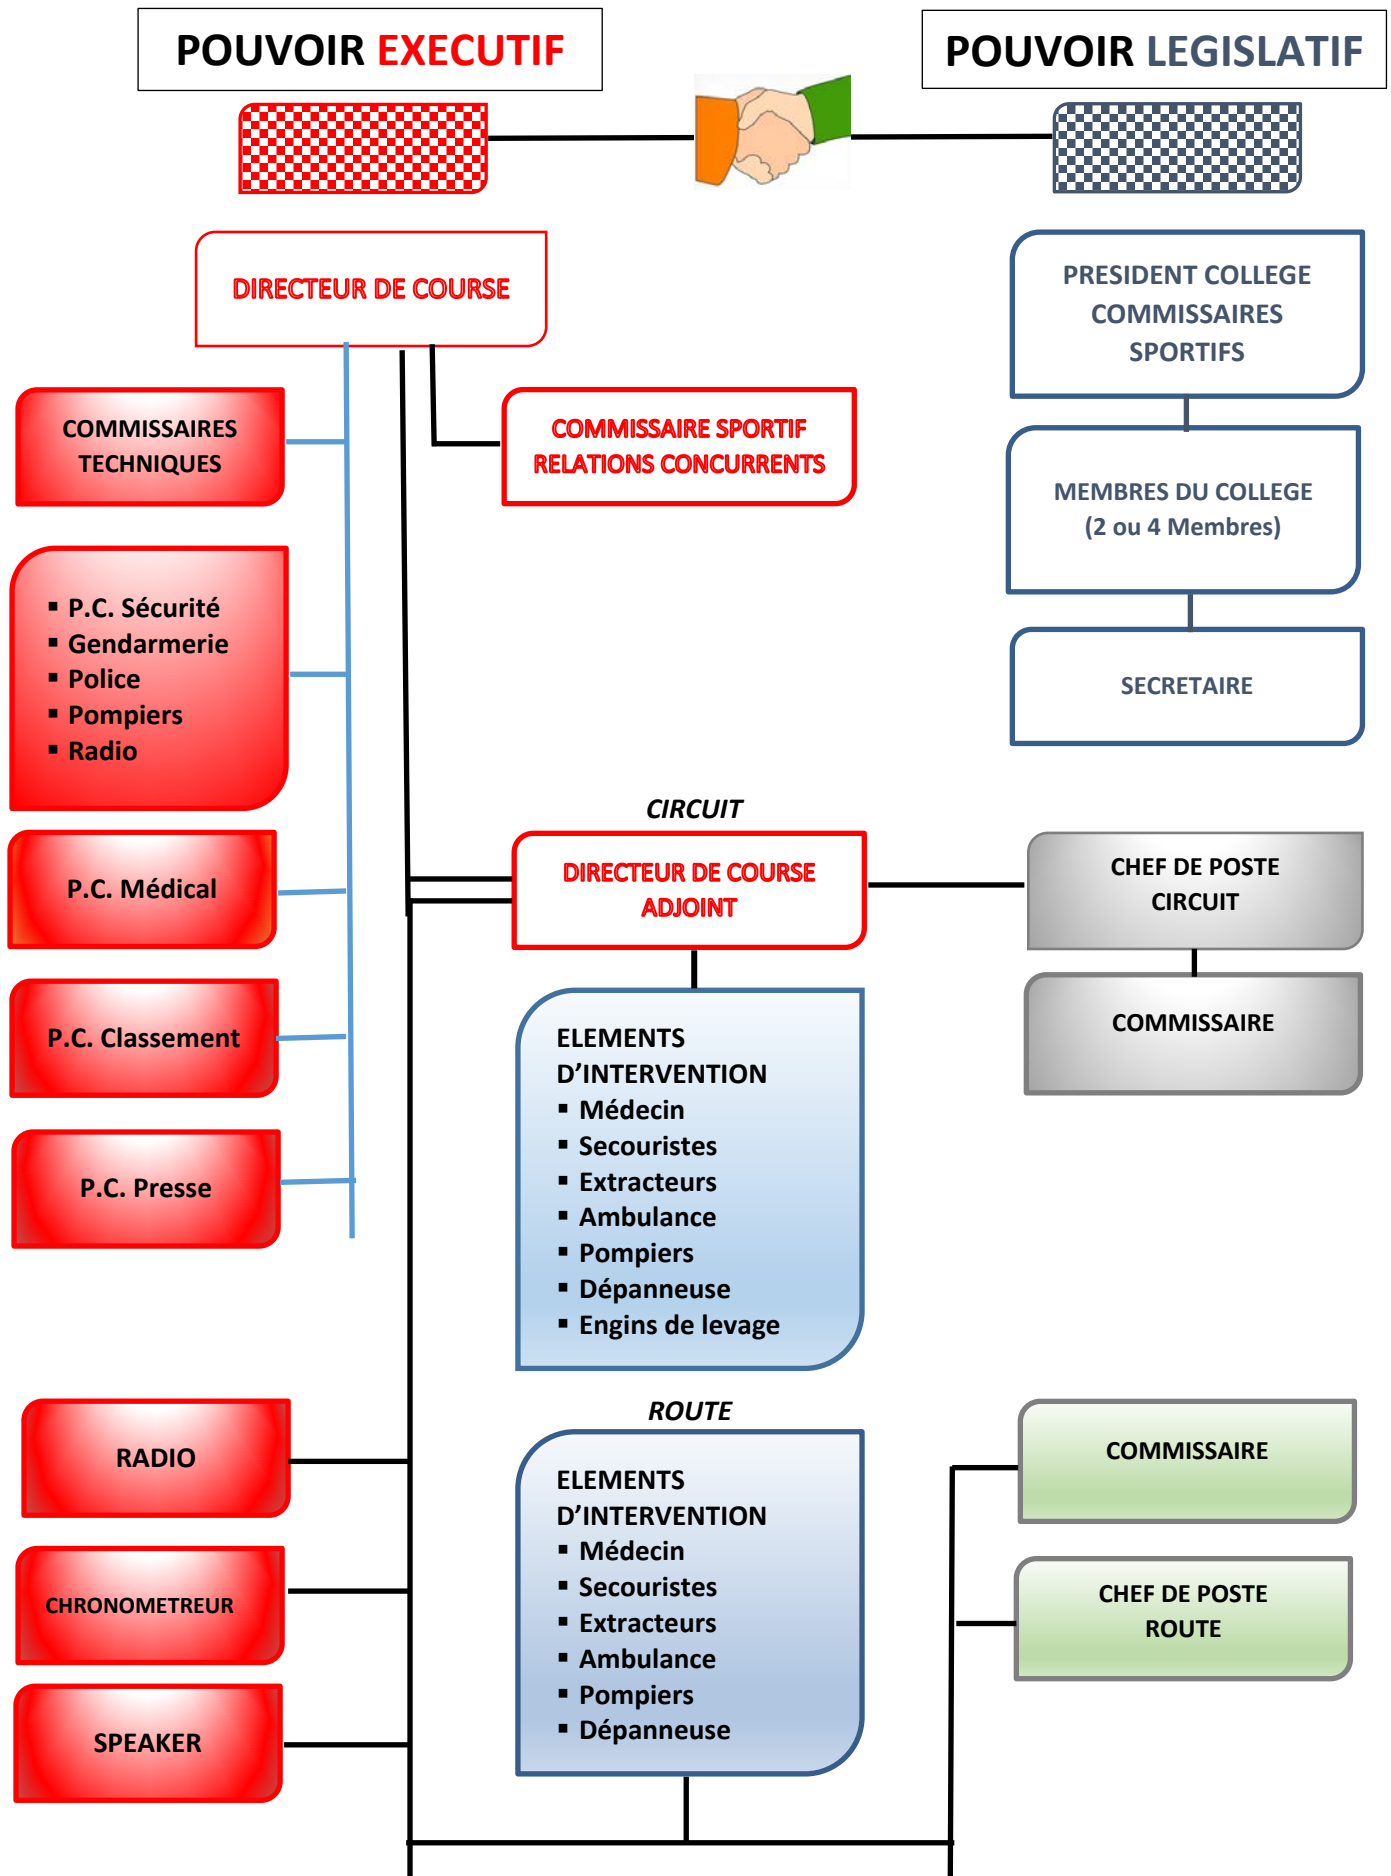 POUVOIR EXECUTIF
POUVOIR LEGISLATIF
DIRECTEUR DE COURSE
PRESIDENT COLLEGE
COMMISSAIRES
SPORTIFS
COMMISSAIRES
TECHNIQUES
COMMISSAIRE SPORTIF
RELATIONS CONCURRENTS
MEMBRES DU COLLEGE
(2 ou 4 Membres)
▪ P.C. Sécurité
▪ Gendarmerie
▪ Police
▪ Pompiers
▪ Radio
SECRETAIRE
CIRCUIT
P.C. Médical
DIRECTEUR DE COURSE
ADJOINT
CHEF DE POSTE
CIRCUIT
P.C. Classement
COMMISSAIRE
ELEMENTS
D’INTERVENTION
▪ Médecin
▪ Secouristes
▪ Extracteurs
▪ Ambulance
▪ Pompiers
▪ Dépanneuse
▪ Engins de levage
P.C. Presse
ROUTE
RADIO
ELEMENTS
D’INTERVENTION
▪ Médecin
▪ Secouristes
▪ Extracteurs
▪ Ambulance
▪ Pompiers
▪ Dépanneuse
COMMISSAIRE
CHRONOMETREUR
CHEF DE POSTE
ROUTE
SPEAKER